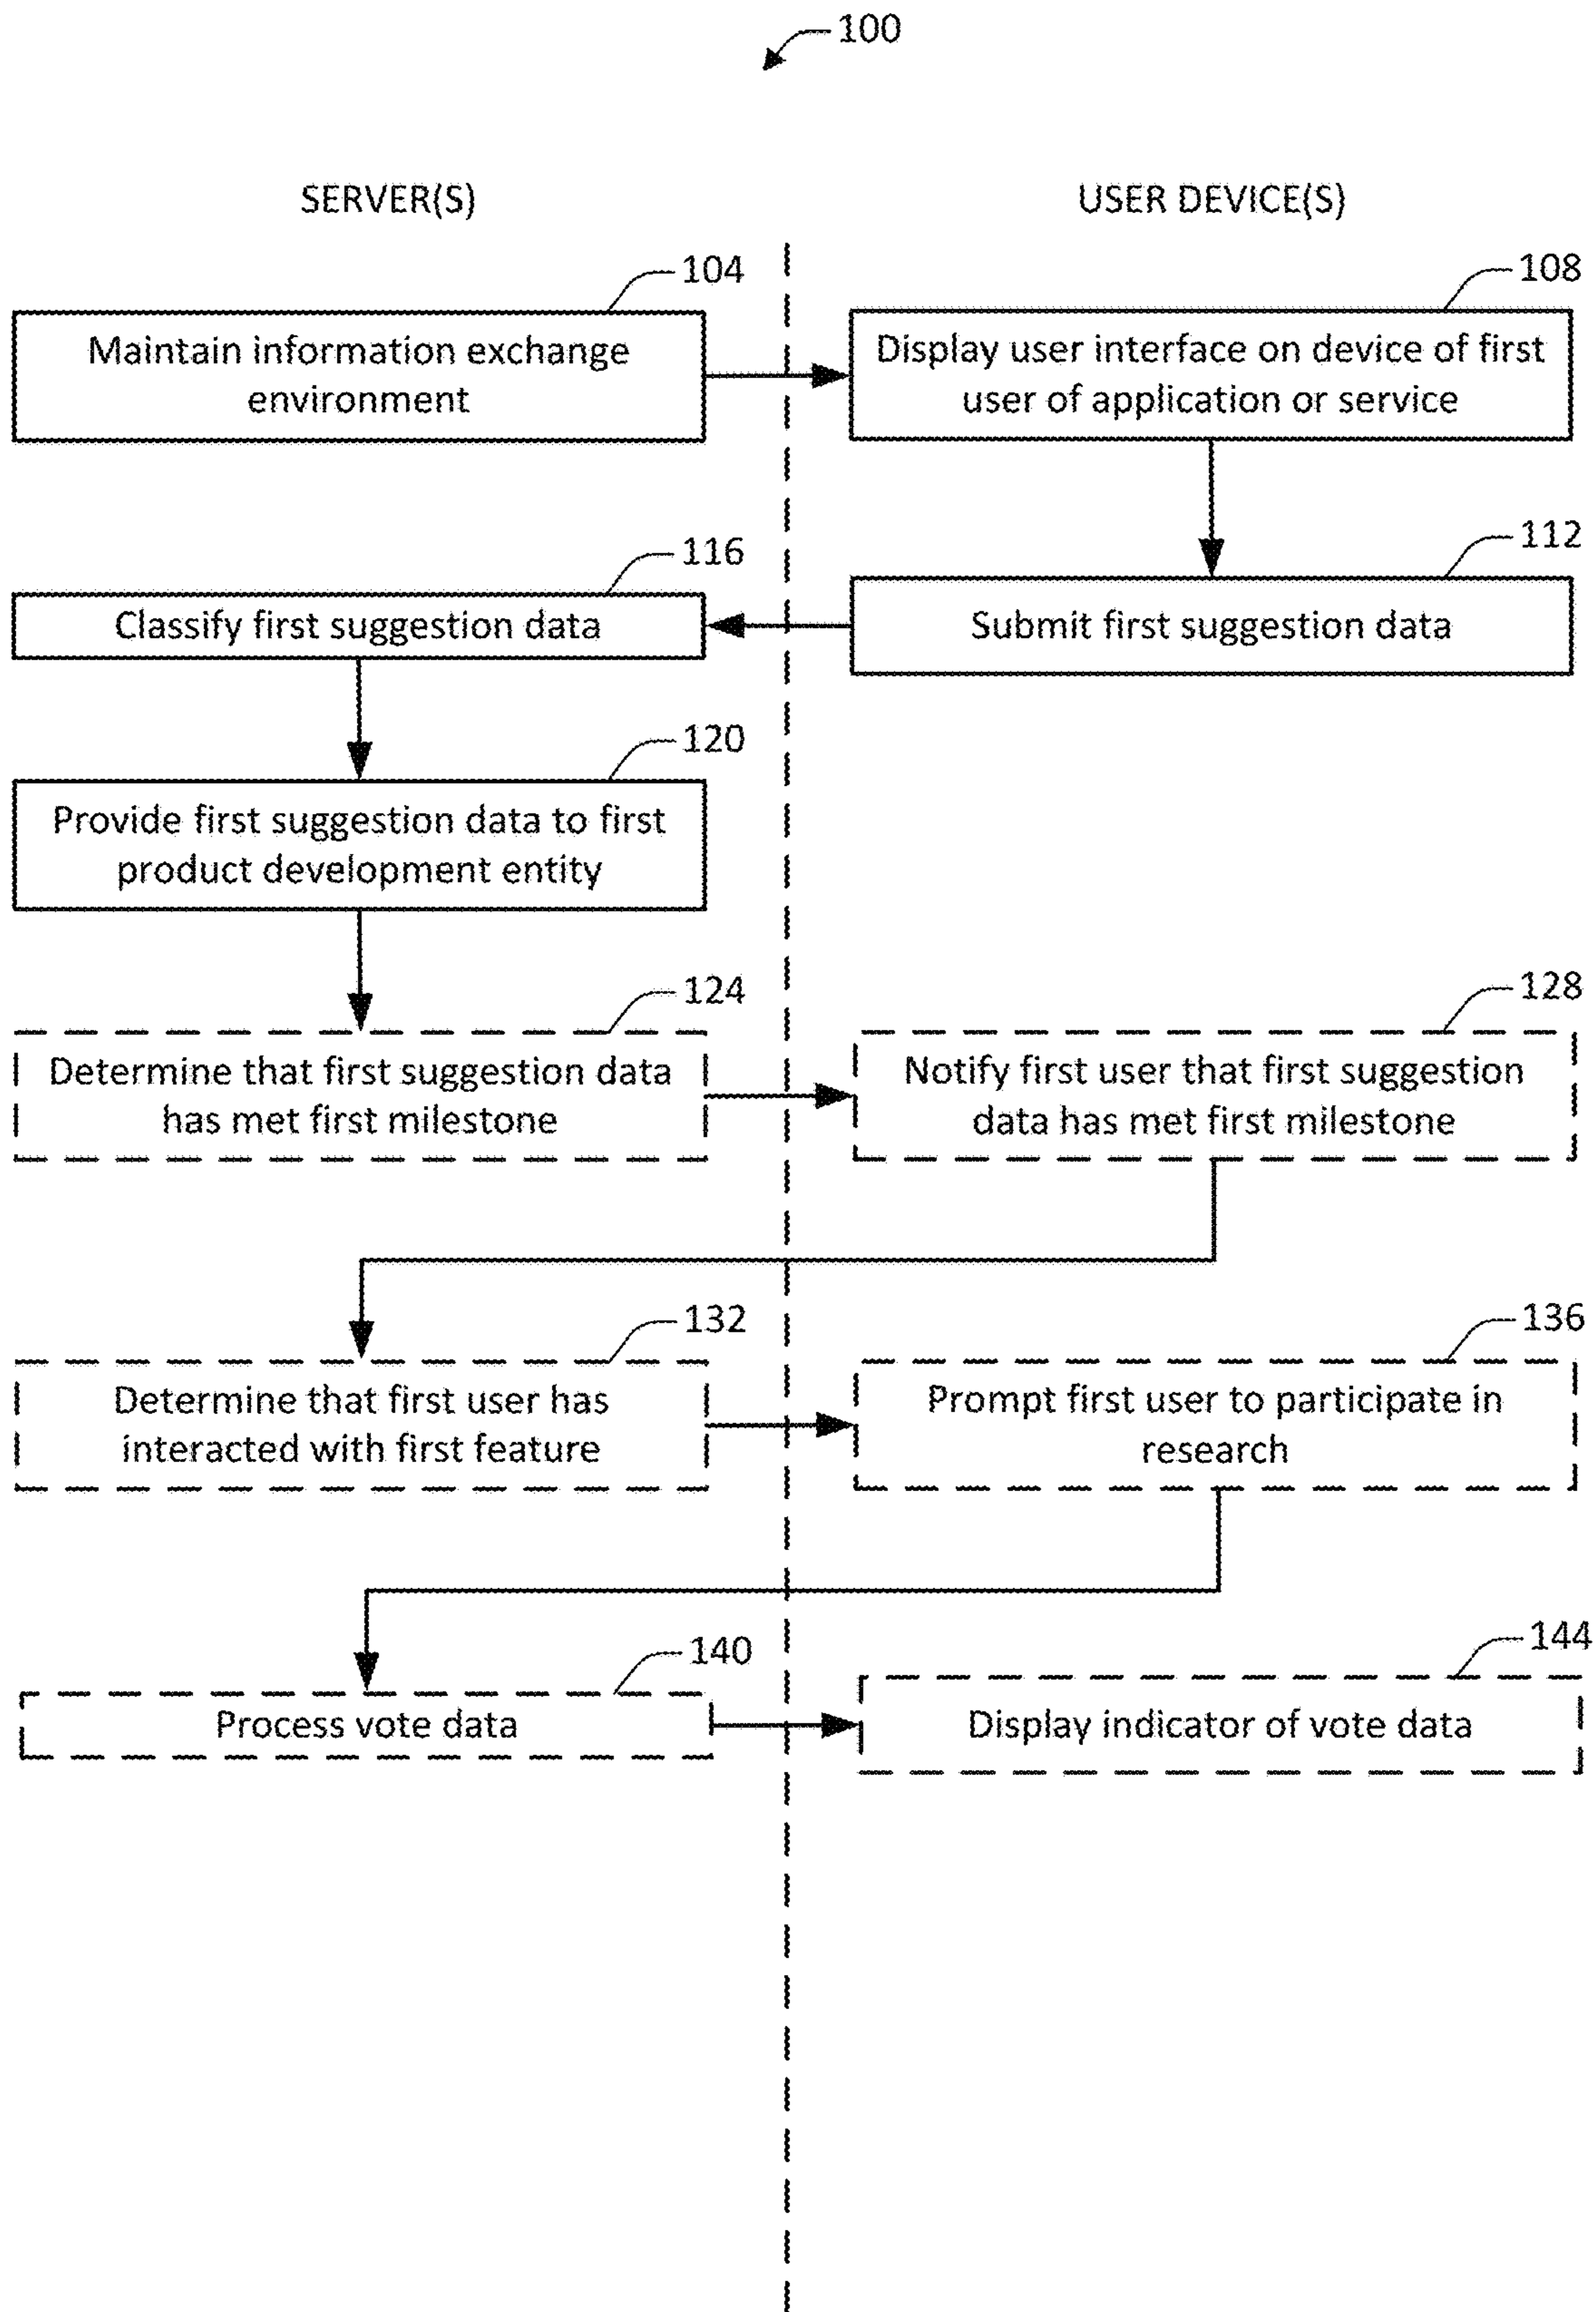 100
SERVER(S)
USER DEVICE(S)
104
Maintain information exchange
environment
108
Display user interface on device of first
user of application or service
112
Submit first suggestion data
116
Classify first suggestion data
120
Provide first suggestion data to first
product development entity
124
Determine that first suggestion data
has met first milestone
128
Notify first user that first suggestion
data has met first milestone
132
Determine that first user has
interacted with first feature
136
Prompt first user to participate in
research
140
Process vote data
144
Display indicator of vote data